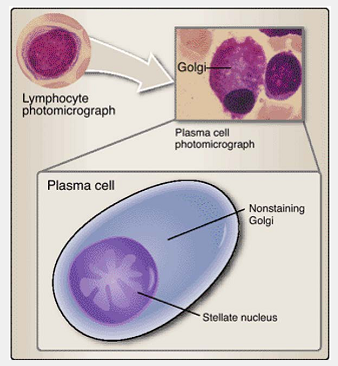 Golgi
Lymphocyte
photomicrograph
Plasma cell
photomicrograph
Plasma cell
Nonstaining
Golgi
Stellate nucleus